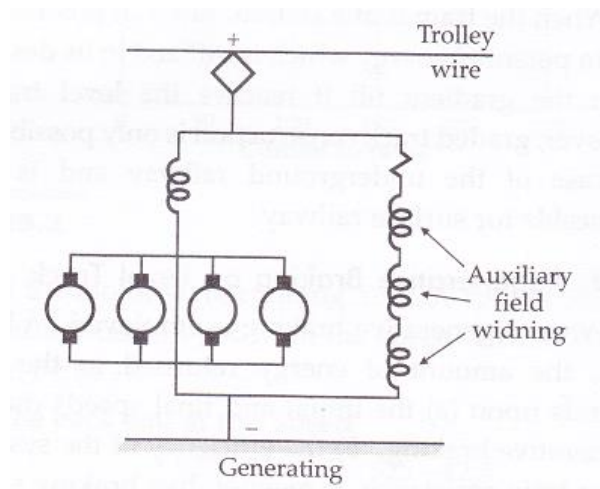 +
Trolley
wire
Auxiliary
field
widning
−
Generating